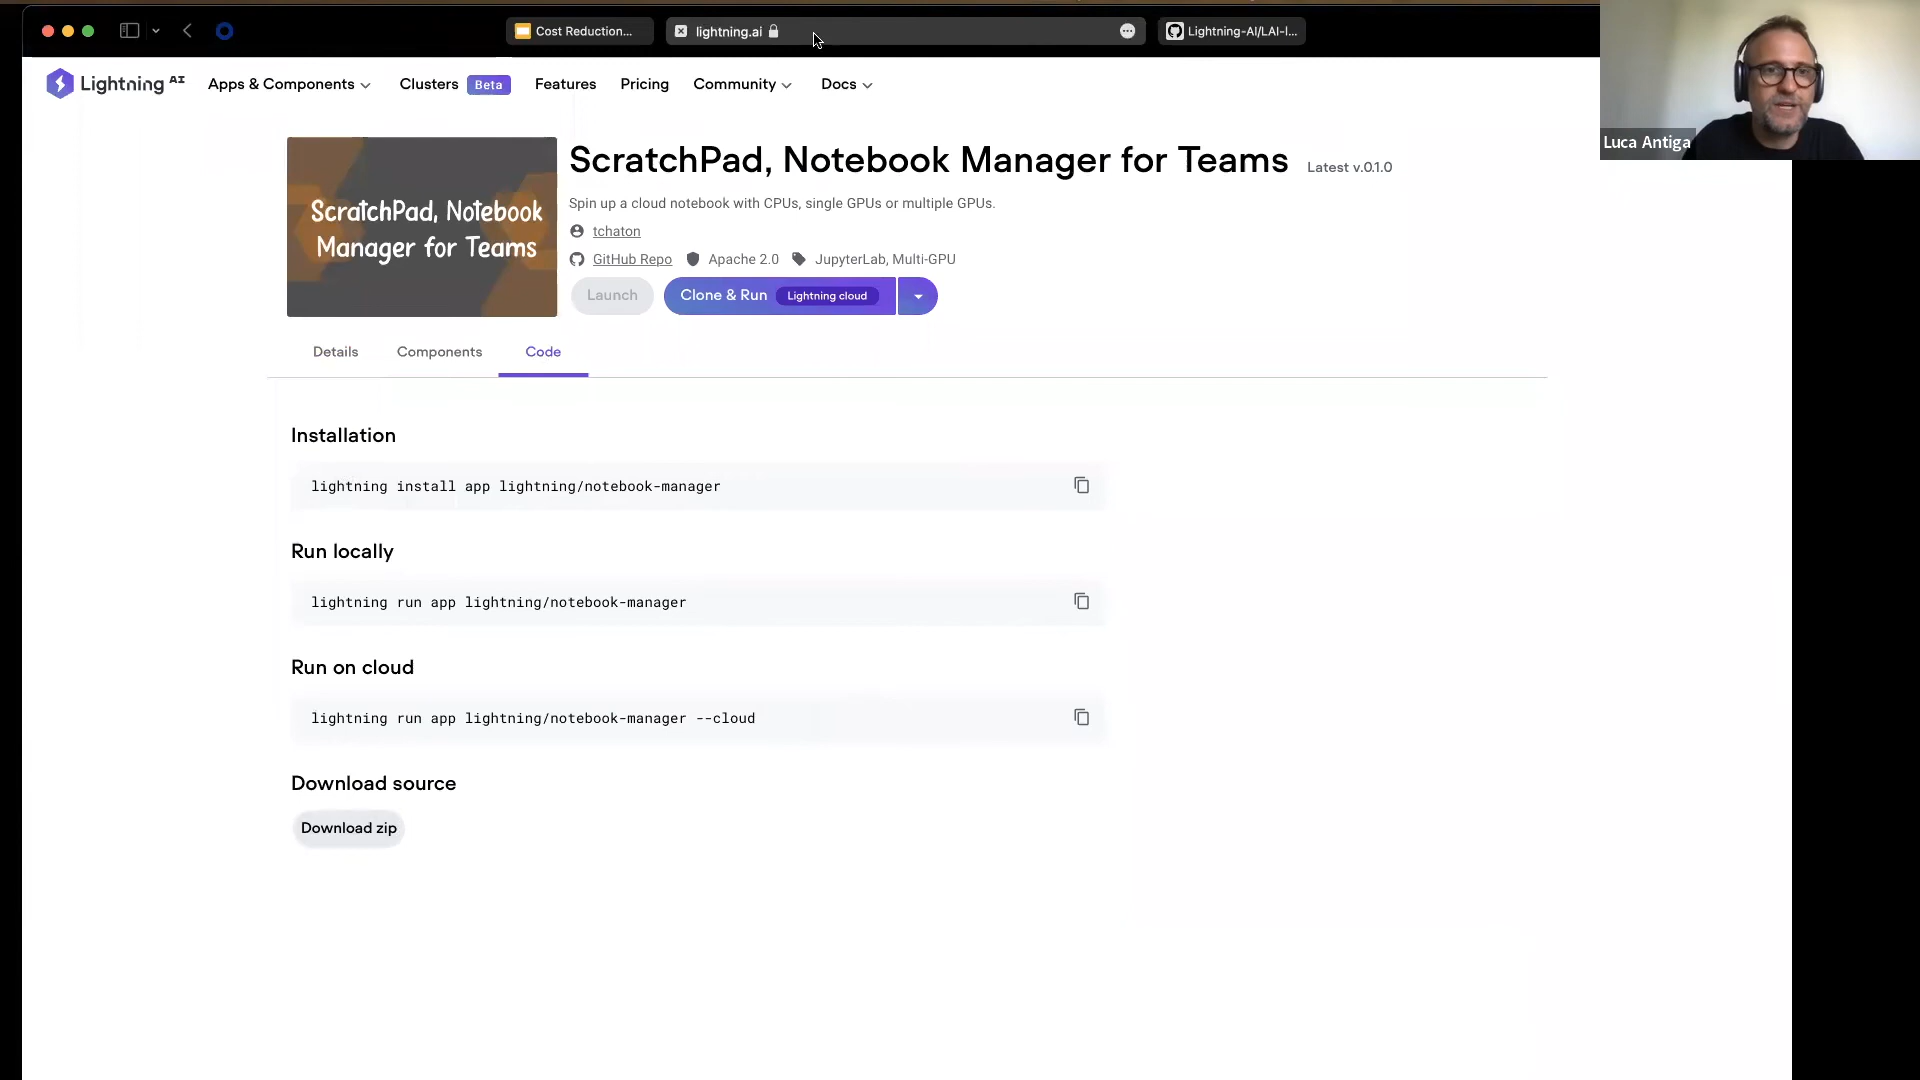 Cost Reduction...
lightning.ai
Lightning-AI/LAI-l...
Luca Antiga
Lightning AI
Apps & Components
Clusters Beta
Features
Pricing
Community
Docs
ScratchPad, Notebook
Manager for Teams
ScratchPad, Notebook Manager for Teams Latest v.0.1.0
Spin up a cloud notebook with CPUs, single GPUs or multiple GPUs.
tchaton
GitHub Repo Apache 2.0 JupyterLab, Multi-GPU
Launch Clone & Run Lightning cloud
Details Components Code
Installation
lightning install app lightning/notebook-manager
Run locally
lightning run app lightning/notebook-manager
Run on cloud
lightning run app lightning/notebook-manager --cloud
Download source
Download zip